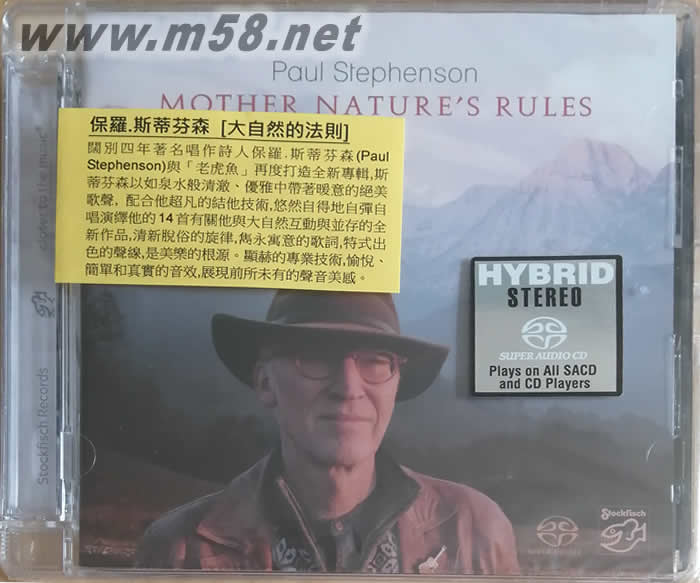 www.m58.net
Paul Stephenson
MOTHER NATURE'S RULES
保羅.斯蒂芬森 [大自然的法則]
闊別四年著名唱作詩人保羅.斯蒂芬森(Paul
Stephenson)與「老虎魚」再度打造全新專輯,斯
蒂芬森以如泉水般清澈、優雅中帶著暖意的絕美
歌聲, 配合他超凡的結他技術,悠然自得地自彈自
唱演繹他的14首有關他與大自然互動與並存的全
新作品,清新脫俗的旋律,雋永寓意的歌詞,特式出
色的聲線,是美樂的根源。顯赫的專業技術,愉悅、
簡單和真實的音效,展現前所未有的聲音美感。
HYBRID
STEREO
SUPER AUDIO CD
Plays on All SACD
and CD Players
closer to the music
Stockfisch Records
SUPER AUDIO CD
Stockfisch